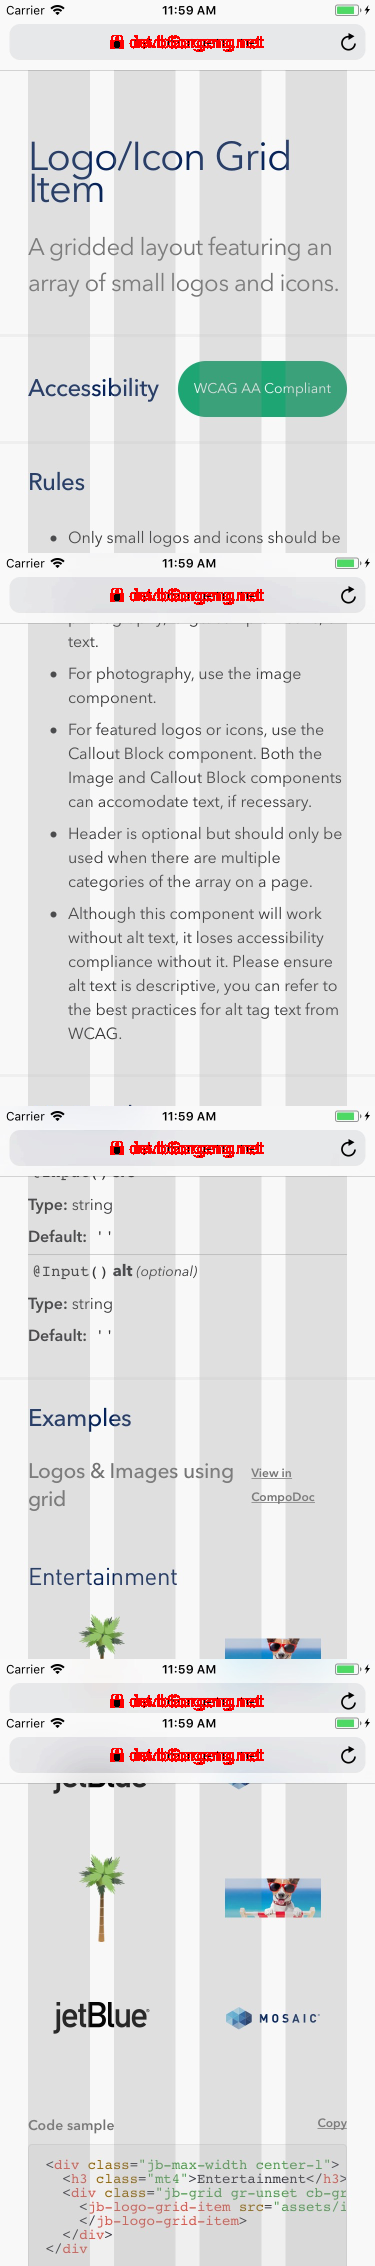 Carrier 11:59 AM
Logo/Icon Grid
Item
A gridded layout featuring an
array of small logos and icons.
Accessibility WCAG AA Compliant
Rules
• Only small logos and icons should be
Carrier 11:59 AM
text.
• For photography, use the image
component.
• For featured logos or icons, use the
Callout Block component. Both the
Image and Callout Block components
can accomodate text, if recessary.
• Header is optional but should only be
used when there are multiple
categories of the array on a page.
• Although this component will work
without alt text, it loses accessibility
compliance without it. Please ensure
alt text is descriptive, you can refer to
the best practices for alt tag text from
WCAG.
Carrier 11:59 AM
Type: string
Default: ''
@Input() alt (optional)
Type: string
Default: ''
Examples
Logos & Images using
grid
View in
CompoDoc
Entertainment
Carrier 11:59 AM
Carrier 11:59 AM
jetBlue
jetBlue
MOSAIC
Code sample Copy
<div class="jb-max-width center-l">
<h3 class="mt4">Entertainment</h3>
<div class="jb-grid gr-unset cb-gr
<jb-logo-grid-item src="assets/i
</jb-logo-grid-item>
</div>
</div